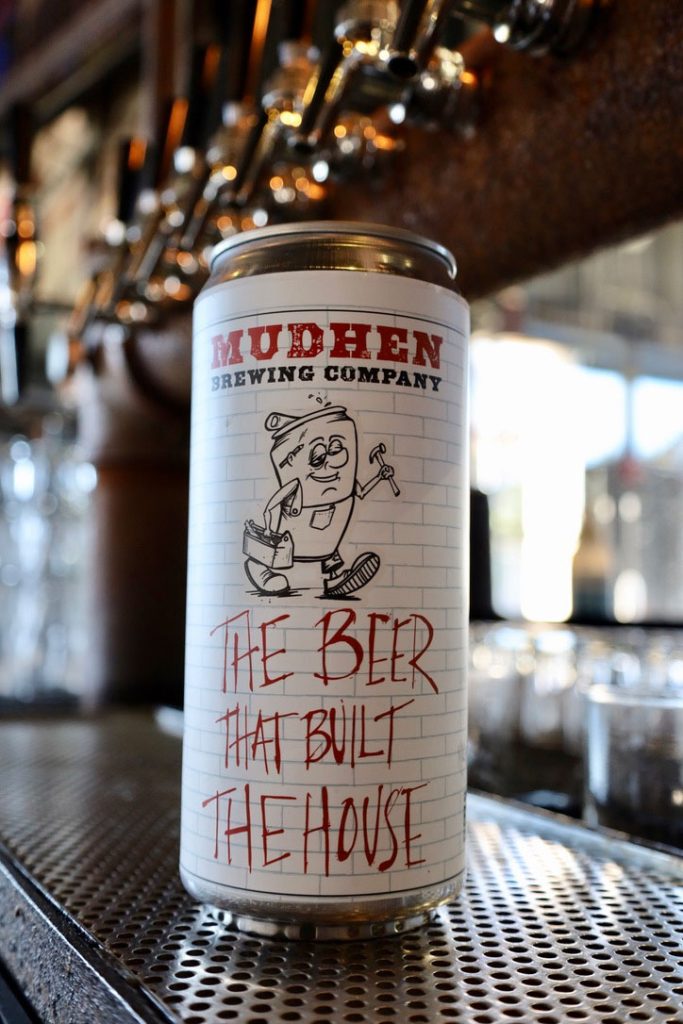 MUDHEN
BREWING COMPANY
THE BEER
THAT BUILT
THE HOUSE